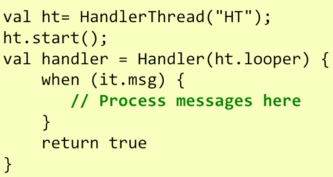 val ht= HandlerThread("HT");
ht.start();
val handler = Handler(ht.looper) {
    when (it.msg) {
        // Process messages here
    }
    return true
}